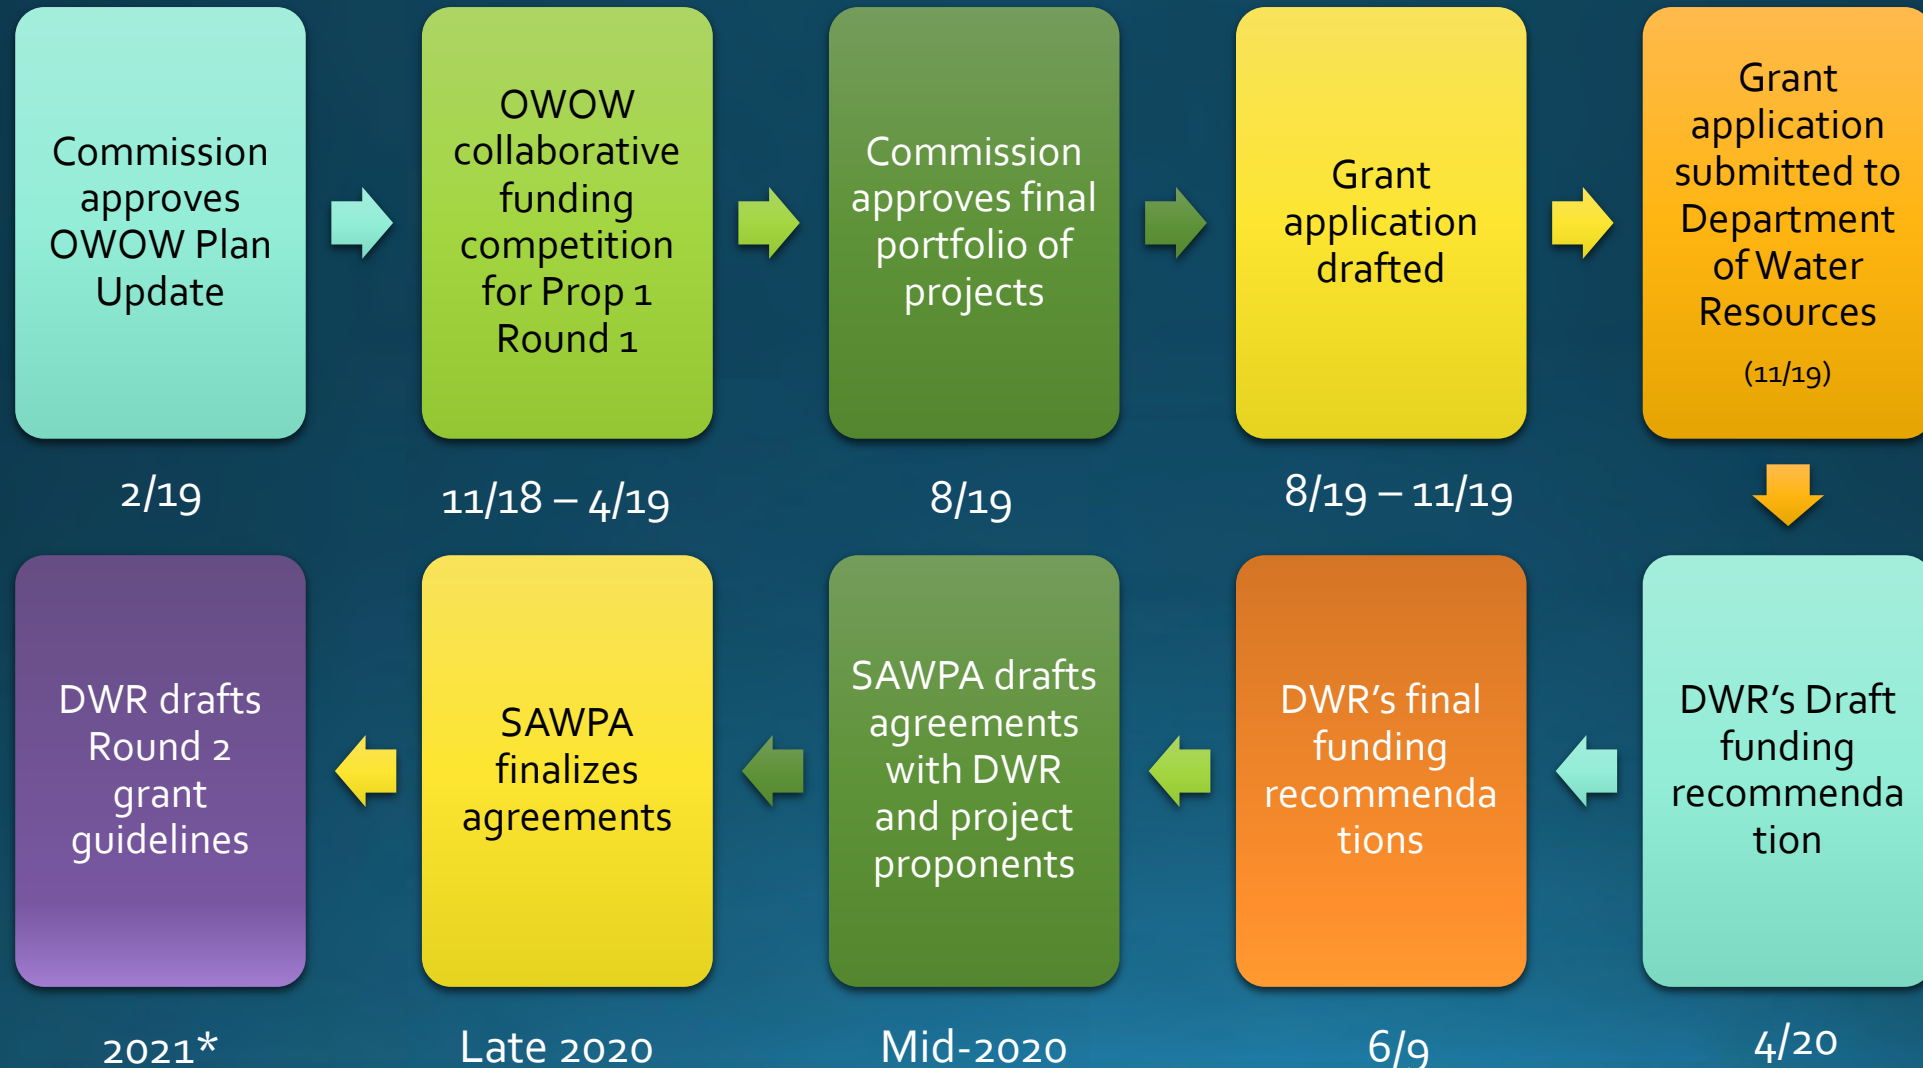 Commission
approves
OWOW Plan
Update
2/19
OWOW
collaborative
funding
competition
for Prop 1
Round 1
11/18 – 4/19
Commission
approves final
portfolio of
projects
8/19
Grant
application
drafted
8/19 – 11/19
Grant
application
submitted to
Department
of Water
Resources
(11/19)
DWR's Draft
funding
recommenda
tion
4/20
DWR's final
funding
recommenda
tions
6/9
SAWPA drafts
agreements
with DWR
and project
proponents
Mid-2020
SAWPA
finalizes
agreements
Late 2020
DWR drafts
Round 2
grant
guidelines
2021*